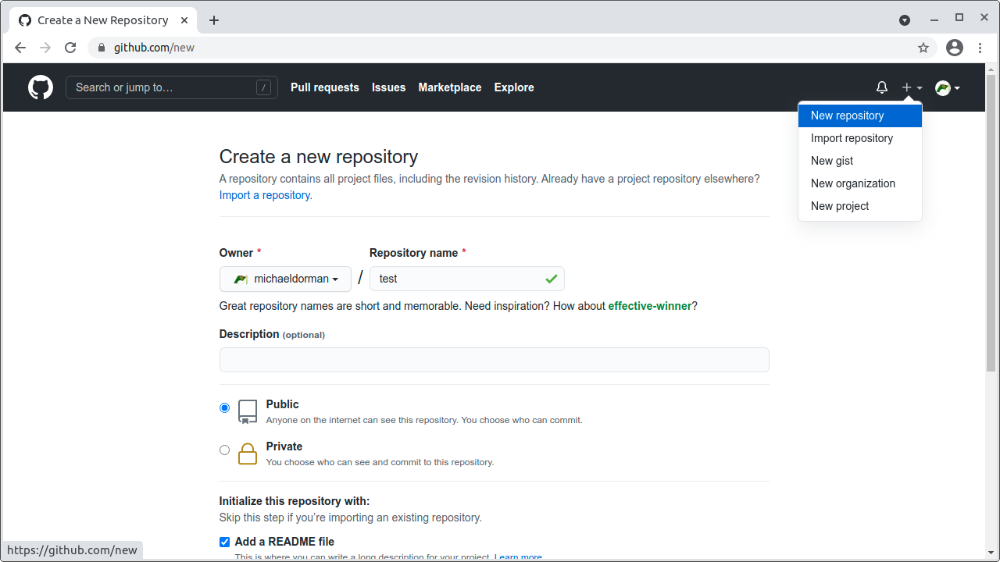 Create a New Repository
github.com/new
Search or jump to… /
Pull requests
Issues
Marketplace
Explore
New repository
Import repository
New gist
New organization
New project
Create a new repository
A repository contains all project files, including the revision history. Already have a project repository elsewhere?
Import a repository.
Owner *
Repository name *
michaeldorman / test
Great repository names are short and memorable. Need inspiration? How about effective-winner?
Description (optional)
Public
Anyone on the internet can see this repository. You choose who can commit.
Private
You choose who can see and commit to this repository.
Initialize this repository with:
Skip this step if you’re importing an existing repository.
Add a README file
This is where you can write a long description for your project. Learn more.
https://github.com/new